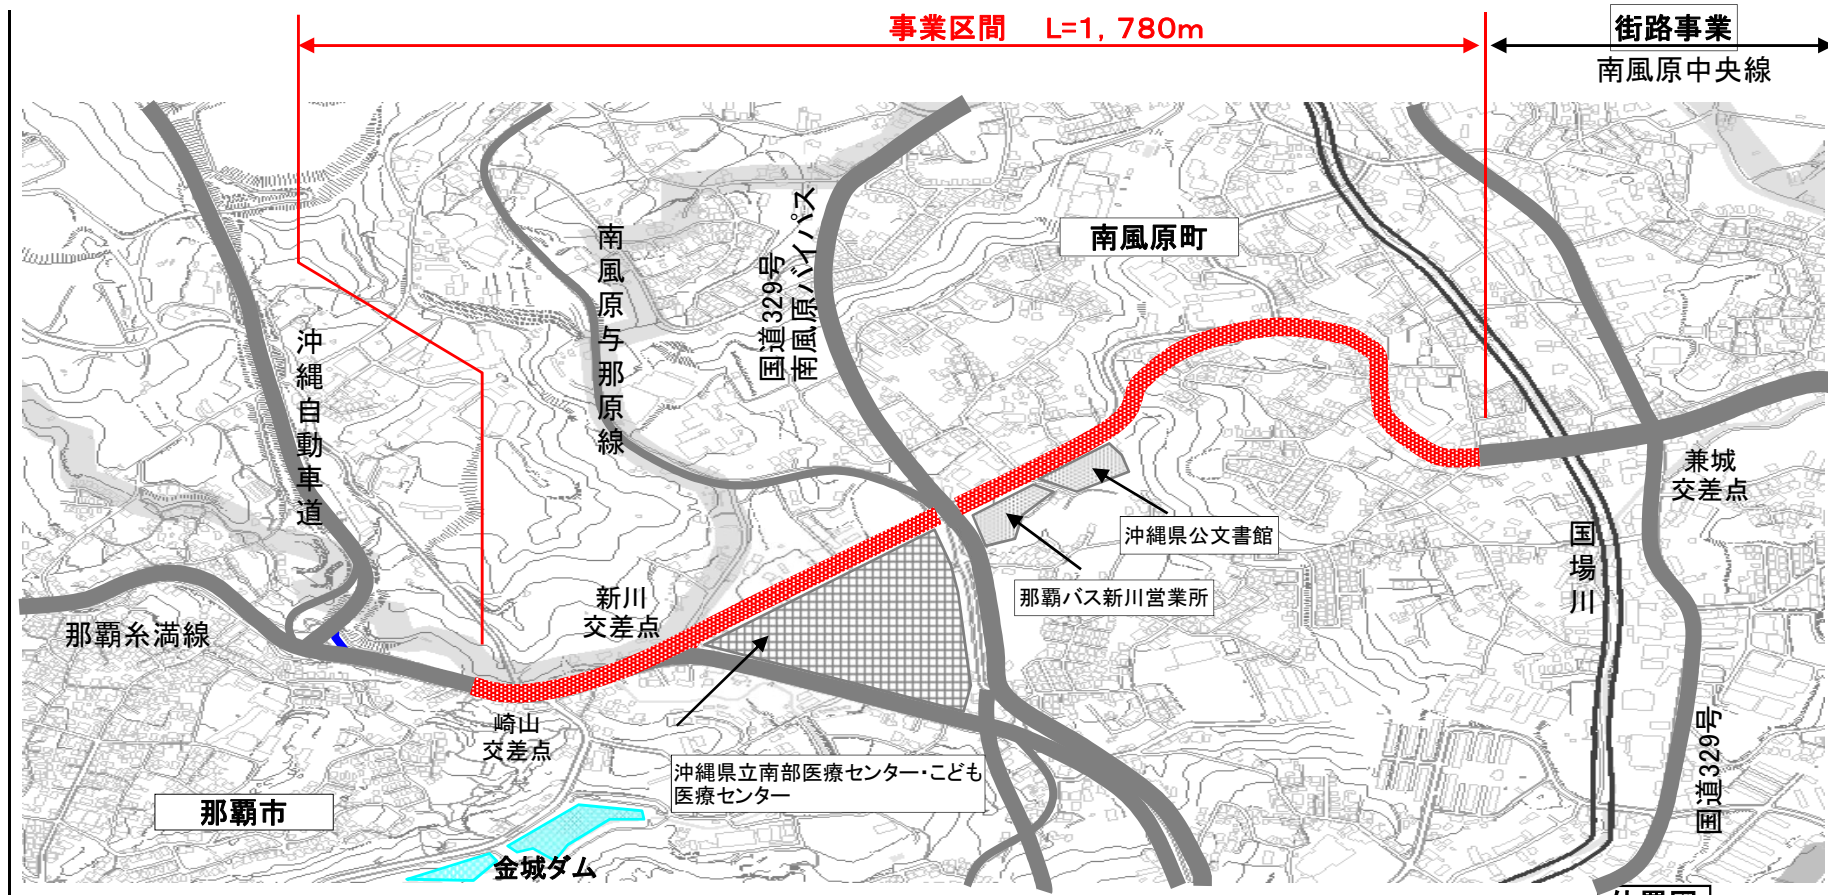 事業区間　L=1，780m
街路事業
南風原中央線
南風原町
南風原与那原線
国道329号
南風原バイパス
沖縄自動車道
兼城
交差点
沖縄県公文書館
国場川
那覇バス新川営業所
新川
交差点
那覇糸満線
崎山
交差点
沖縄県立南部医療センター・こども
医療センター
国道329号
那覇市
金城ダム